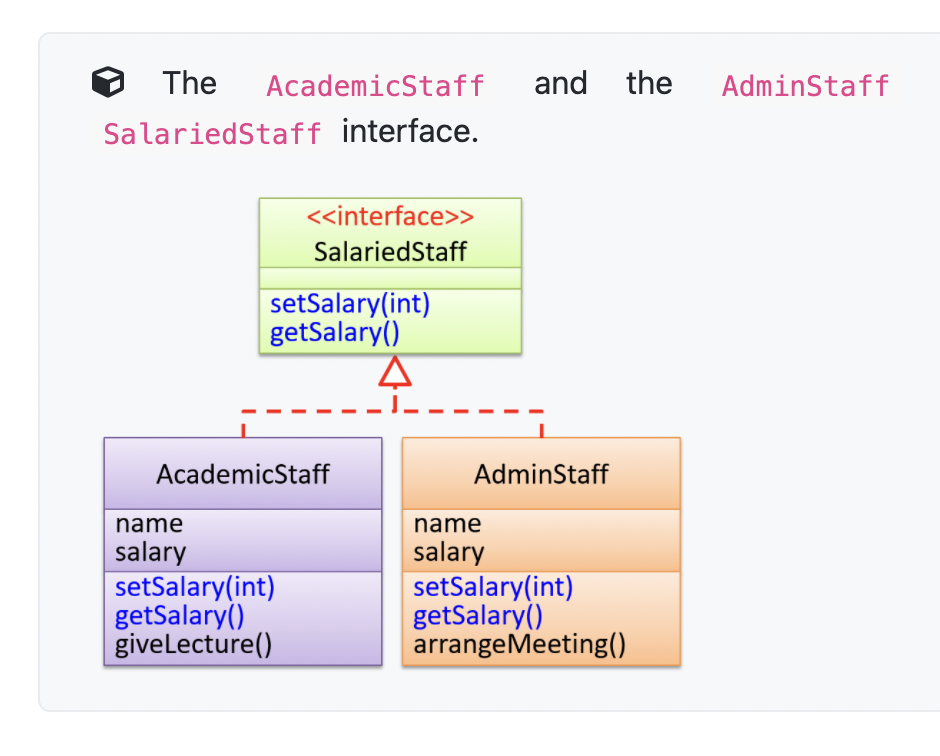 The AcademicStaff and the AdminStaff
SalariedStaff interface.
<<interface>>
SalariedStaff
setSalary(int)
getSalary()
AcademicStaff
name
salary
setSalary(int)
getSalary()
giveLecture()
AdminStaff
name
salary
setSalary(int)
getSalary()
arrangeMeeting()